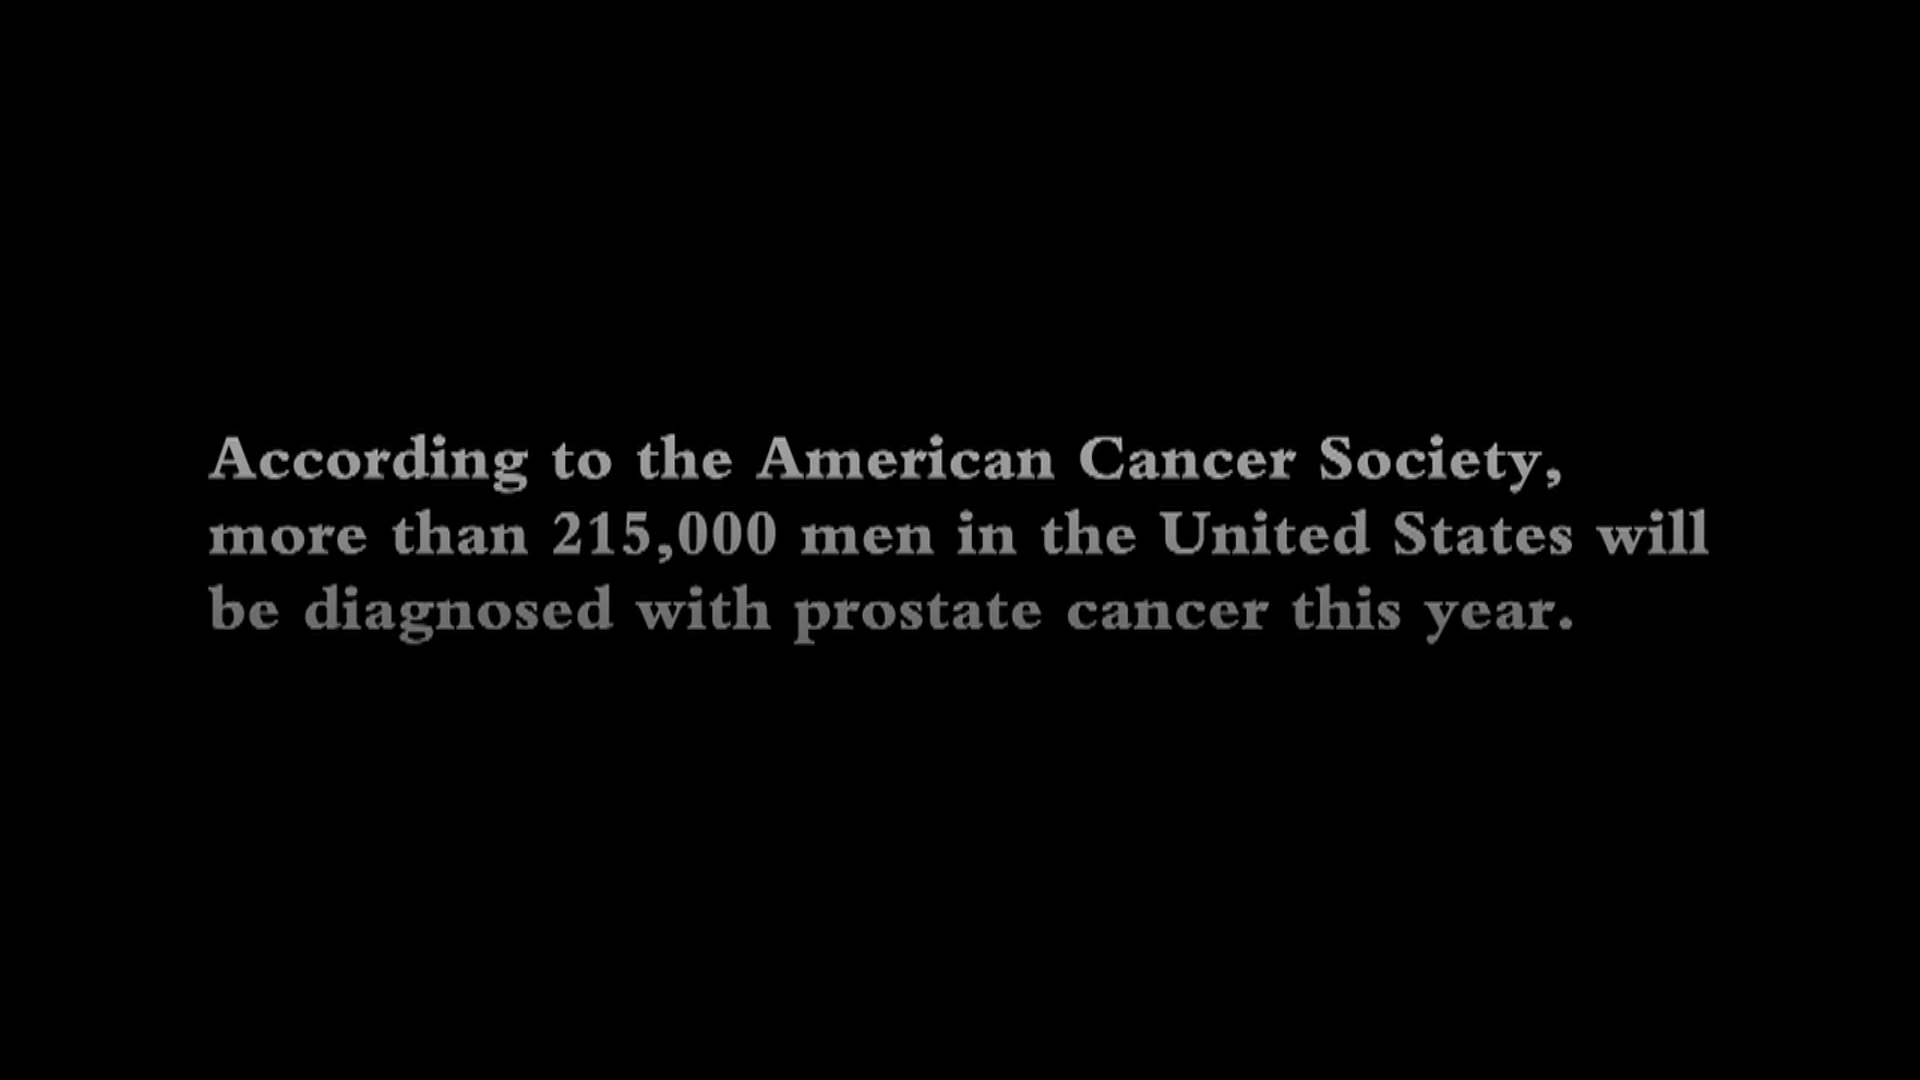 According to the American Cancer Society,
more than 215,000 men in the United States will
be diagnosed with prostate cancer this year.